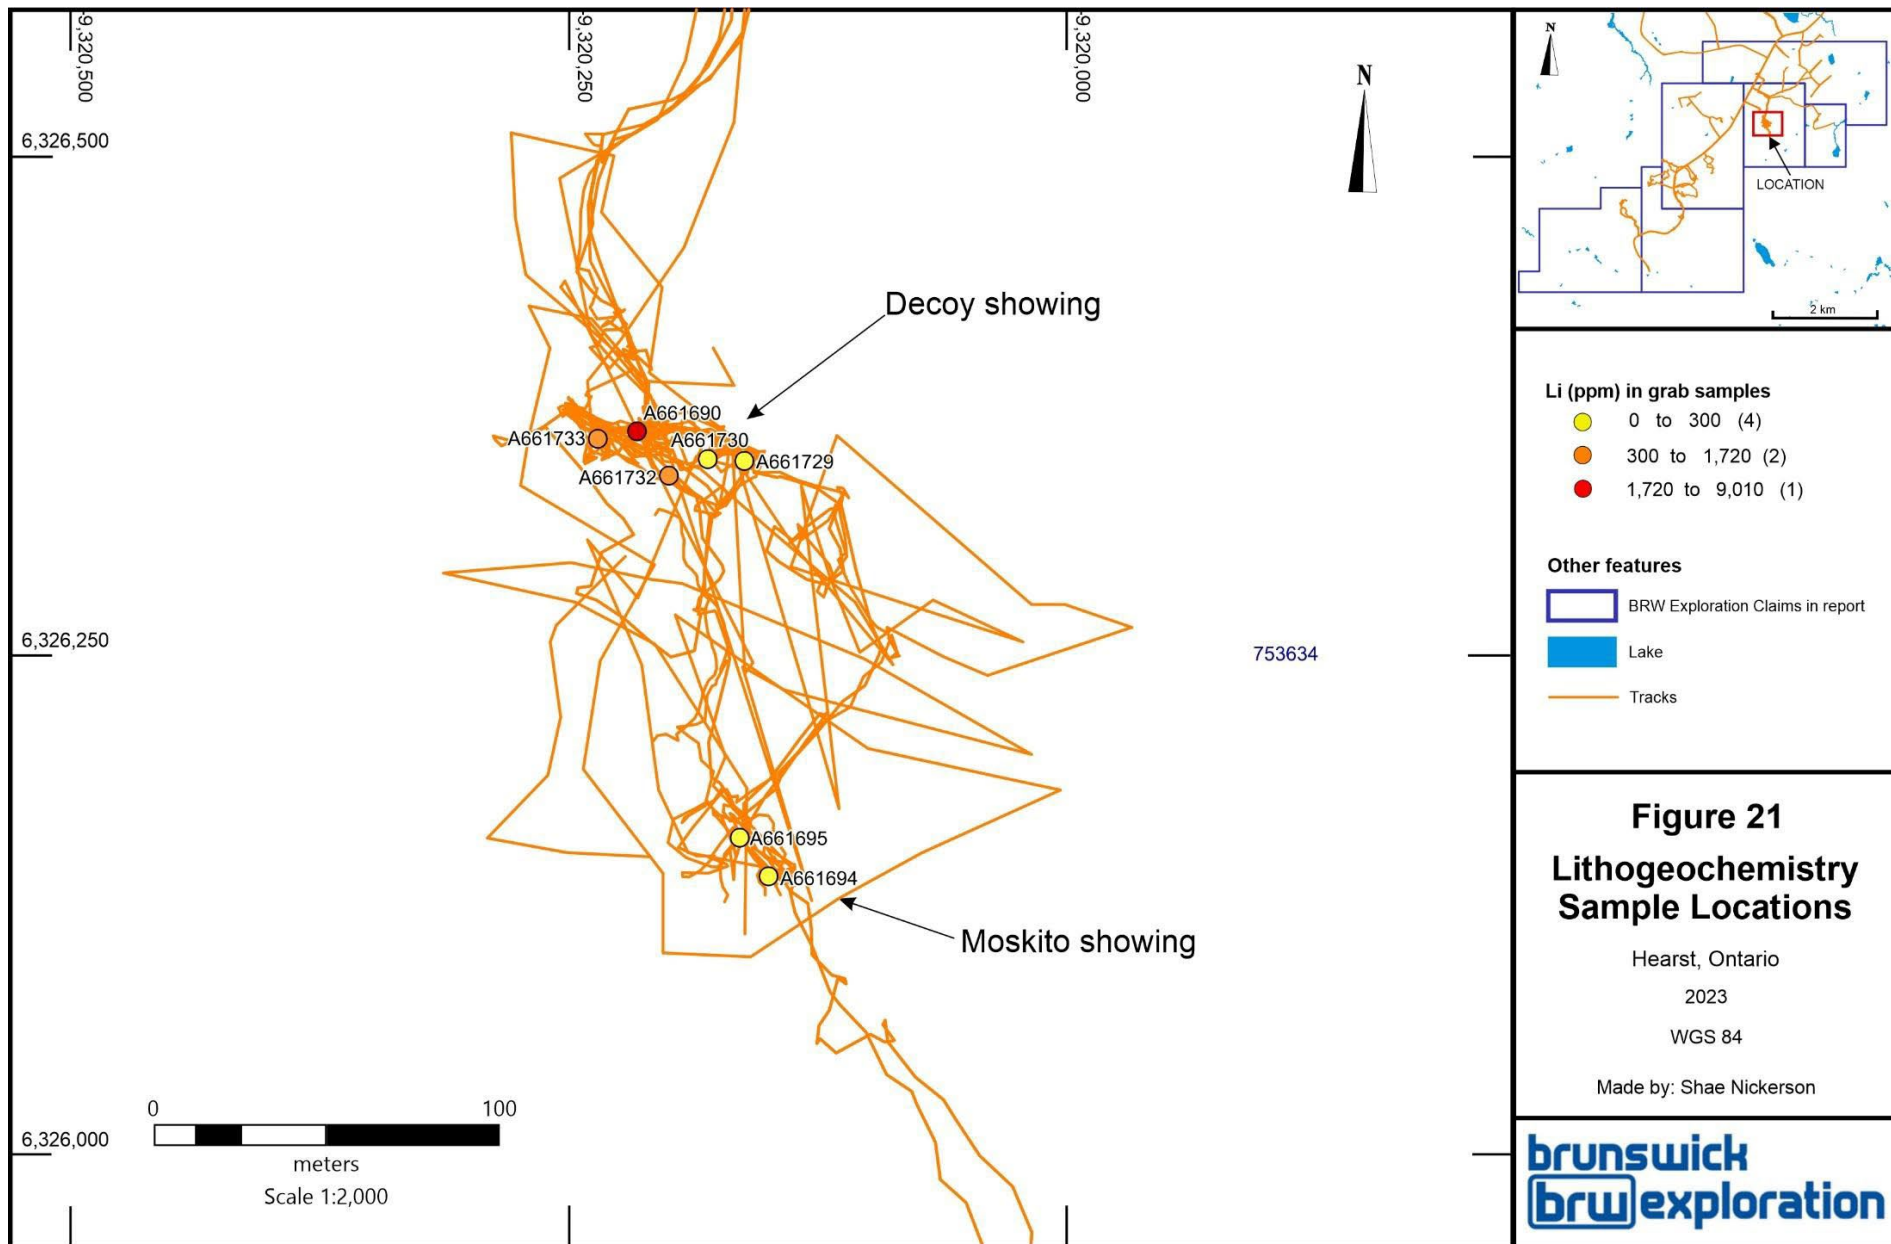 -9,320,500
-9,320,250
-9,320,000
6,326,500
6,326,250
6,326,000
N
Decoy showing
A661690
A661733
A661730
A661729
A661732
753634
A661695
A661694
Moskito showing
0 100
meters
Scale 1:2,000
N
LOCATION
2 km
Li (ppm) in grab samples
0 to 300 (4)
300 to 1,720 (2)
1,720 to 9,010 (1)
Other features
BRW Exploration Claims in report
Lake
Tracks
Figure 21
Lithogeochemistry
Sample Locations
Hearst, Ontario
2023
WGS 84
Made by: Shae Nickerson
brunswick
brw exploration